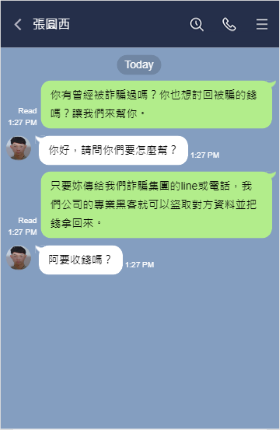 張圓西
Today
你有曾經被詐騙過嗎？你也想討回被騙的錢
嗎？讓我們來幫你。
Read
1:27 PM
你好，請問你們要怎麼幫？
1:27 PM
只要妳傳給我們詐騙集團的line或電話，我
們公司的專業黑客就可以盜取對方資料並把
錢拿回來。
Read
1:27 PM
阿要收錢嗎？
1:27 PM